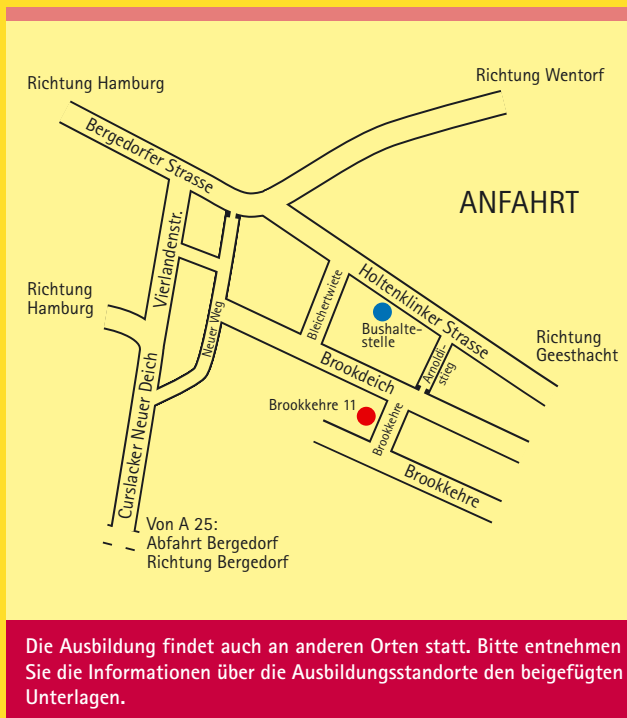 Richtung Hamburg
Richtung Wentorf
Bergedorfer Strasse
ANFAHRT
Vierlandenstr.
Holtenklinker Strasse
Richtung
Hamburg
Neuer Weg
Bleichertwiete
Bushalte-
stelle
Arnoldi-
stieg
Richtung
Geesthacht
Brookdeich
Brookkehre 11
Brookkehre
Brookkehre
Curslacker Neuer Deich
Von A 25:
Abfahrt Bergedorf
Richtung Bergedorf
Die Ausbildung findet auch an anderen Orten statt. Bitte entnehmen
Sie die Informationen über die Ausbildungsstandorte den beigefügten
Unterlagen.